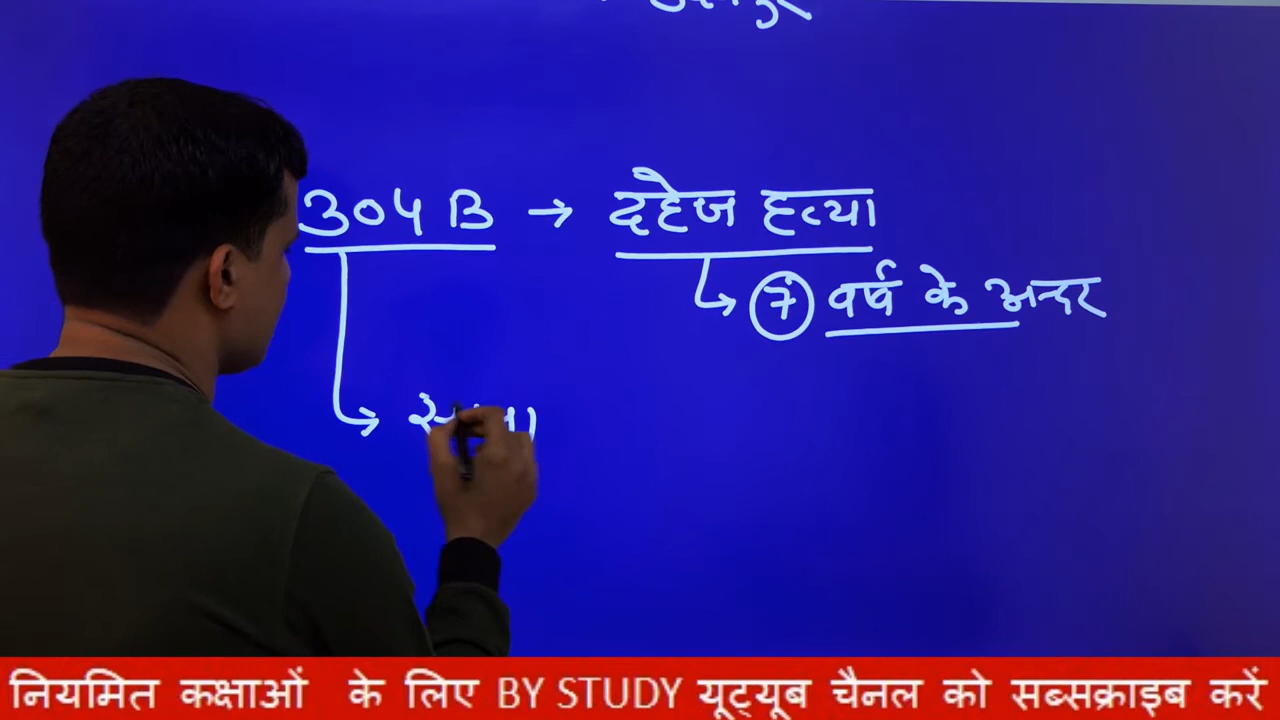 304 B → दहेज हत्या
7 वर्ष के अन्दर
नियमित कक्षाओं के लिए BY STUDY यूट्यूब चैनल को सब्सक्राइब करें